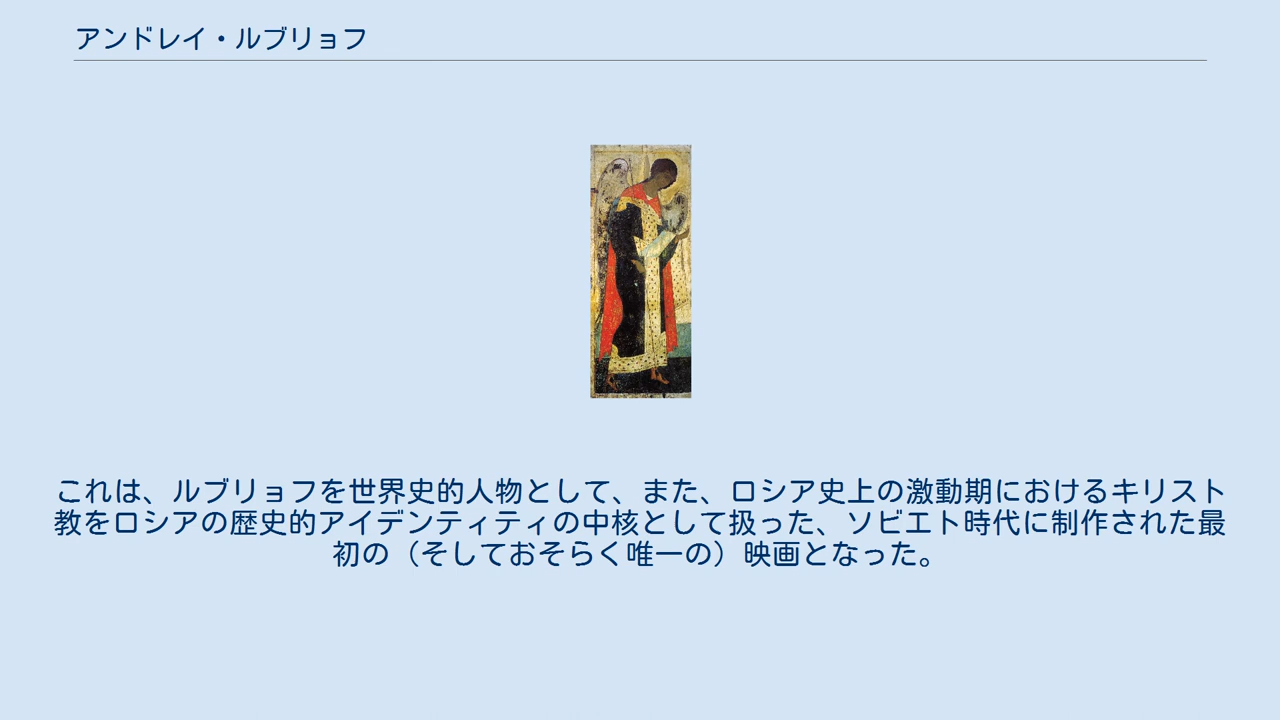 アンドレイ・ルブリョフ
これは、ルブリョフを世界史的人物として、また、ロシア史上の激動期におけるキリスト
教をロシアの歴史的アイデンティティの中核として扱った、ソビエト時代に制作された最
初の（そしておそらく唯一の）映画となった。